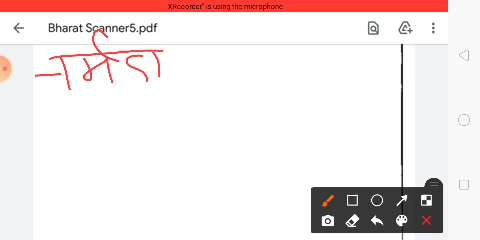 XRecorder" is using the microphone
Bharat Scanner5.pdf
नर्मदा